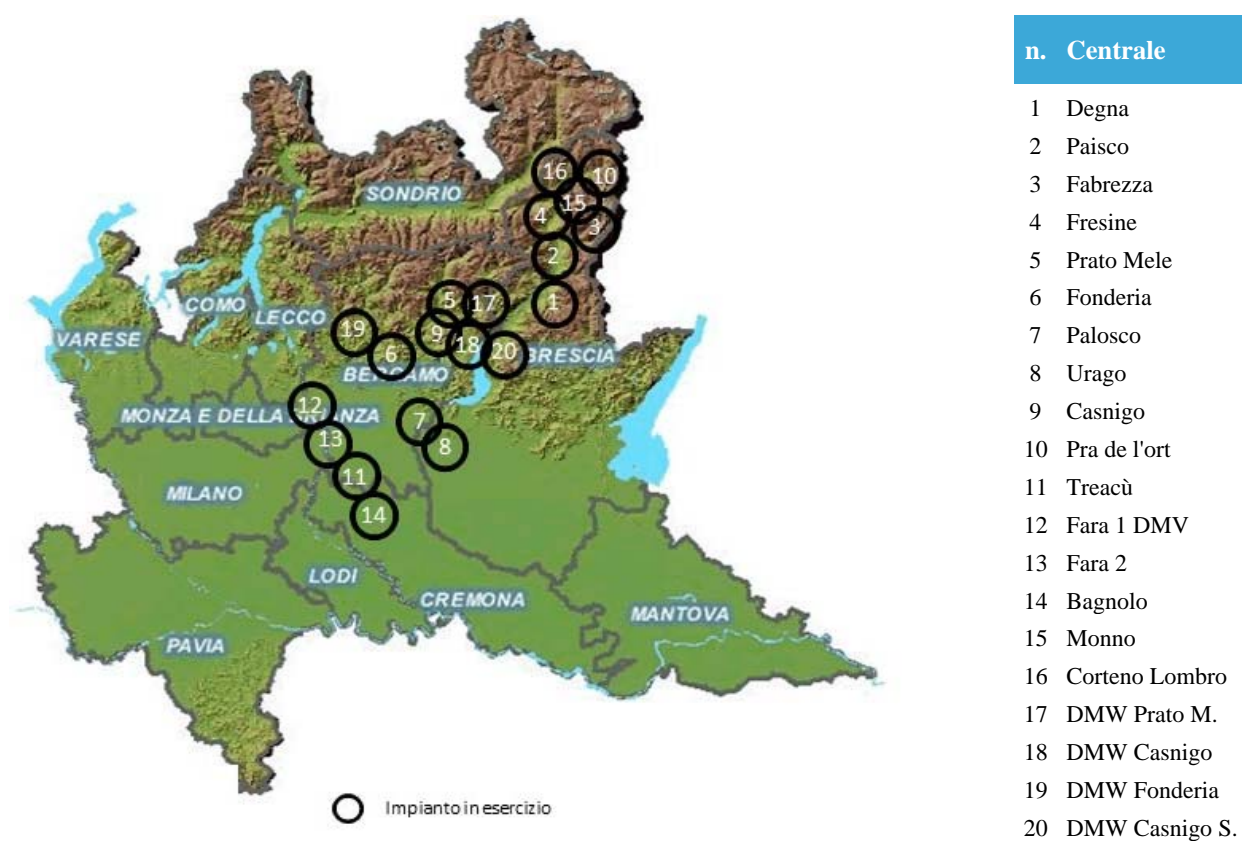 SONDRIO
COMO
LECCO
VARESE
BERGAMO
BRESCIA
MONZA E DELLA BRIANZA
MILANO
LODI
CREMONA
MANTOVA
PAVIA
16
10
15
4
3
2
1
5
17
19
9
18
20
6
12
7
13
8
11
14
Impianto in esercizio
n. Centrale
1 Degna
2 Paisco
3 Fabrezza
4 Fresine
5 Prato Mele
6 Fonderia
7 Palosco
8 Urago
9 Casnigo
10 Pra de l'ort
11 Treacù
12 Fara 1 DMV
13 Fara 2
14 Bagnolo
15 Monno
16 Corteno Lombro
17 DMW Prato M.
18 DMW Casnigo
19 DMW Fonderia
20 DMW Casnigo S.